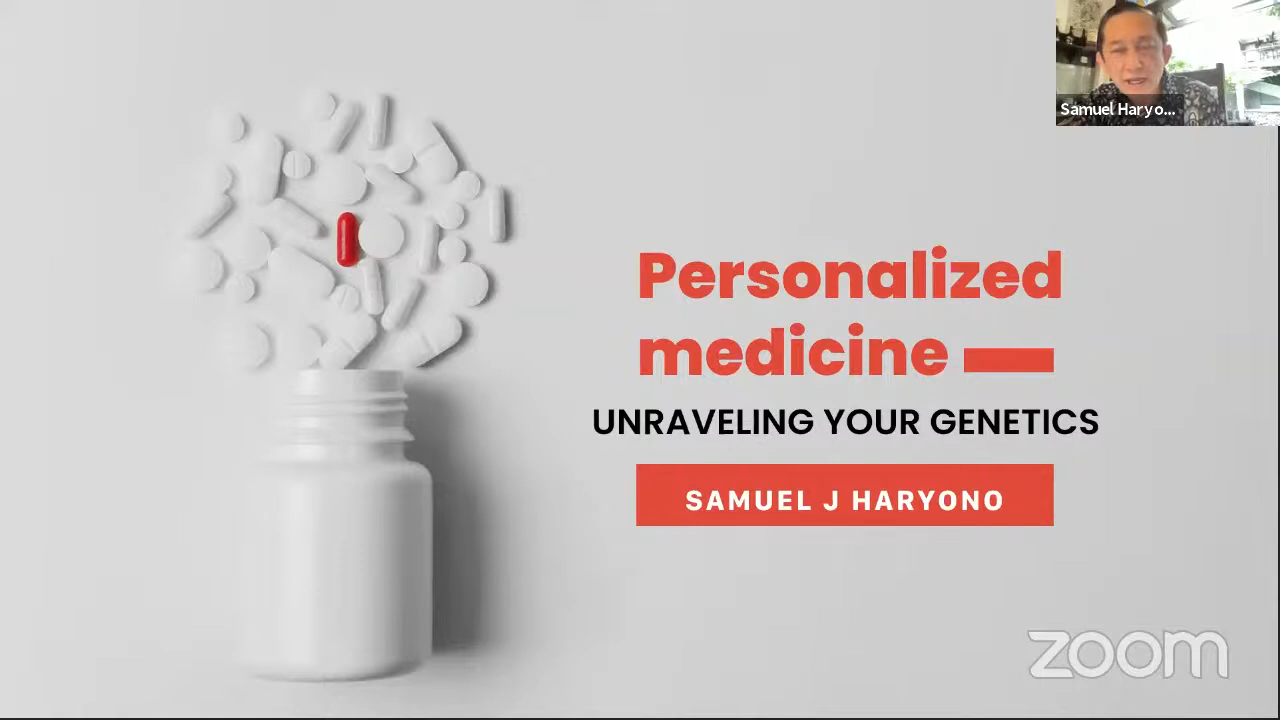 Samuel Haryo...
Personalized
medicine
UNRAVELING YOUR GENETICS
SAMUEL J HARYONO
zoom